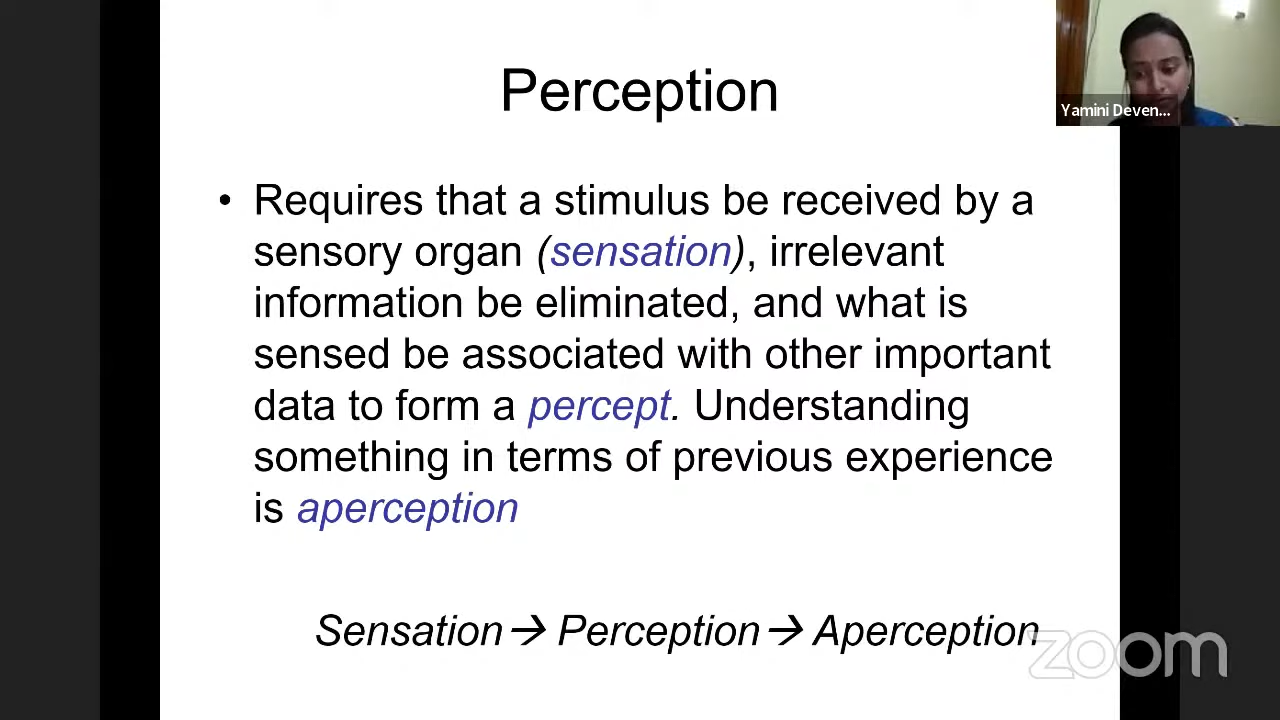 Perception
Yamini Deven...
• Requires that a stimulus be received by a
sensory organ (sensation), irrelevant
information be eliminated, and what is
sensed be associated with other important
data to form a percept. Understanding
something in terms of previous experience
is aperception
Sensation→ Perception→ Aperception
zoom